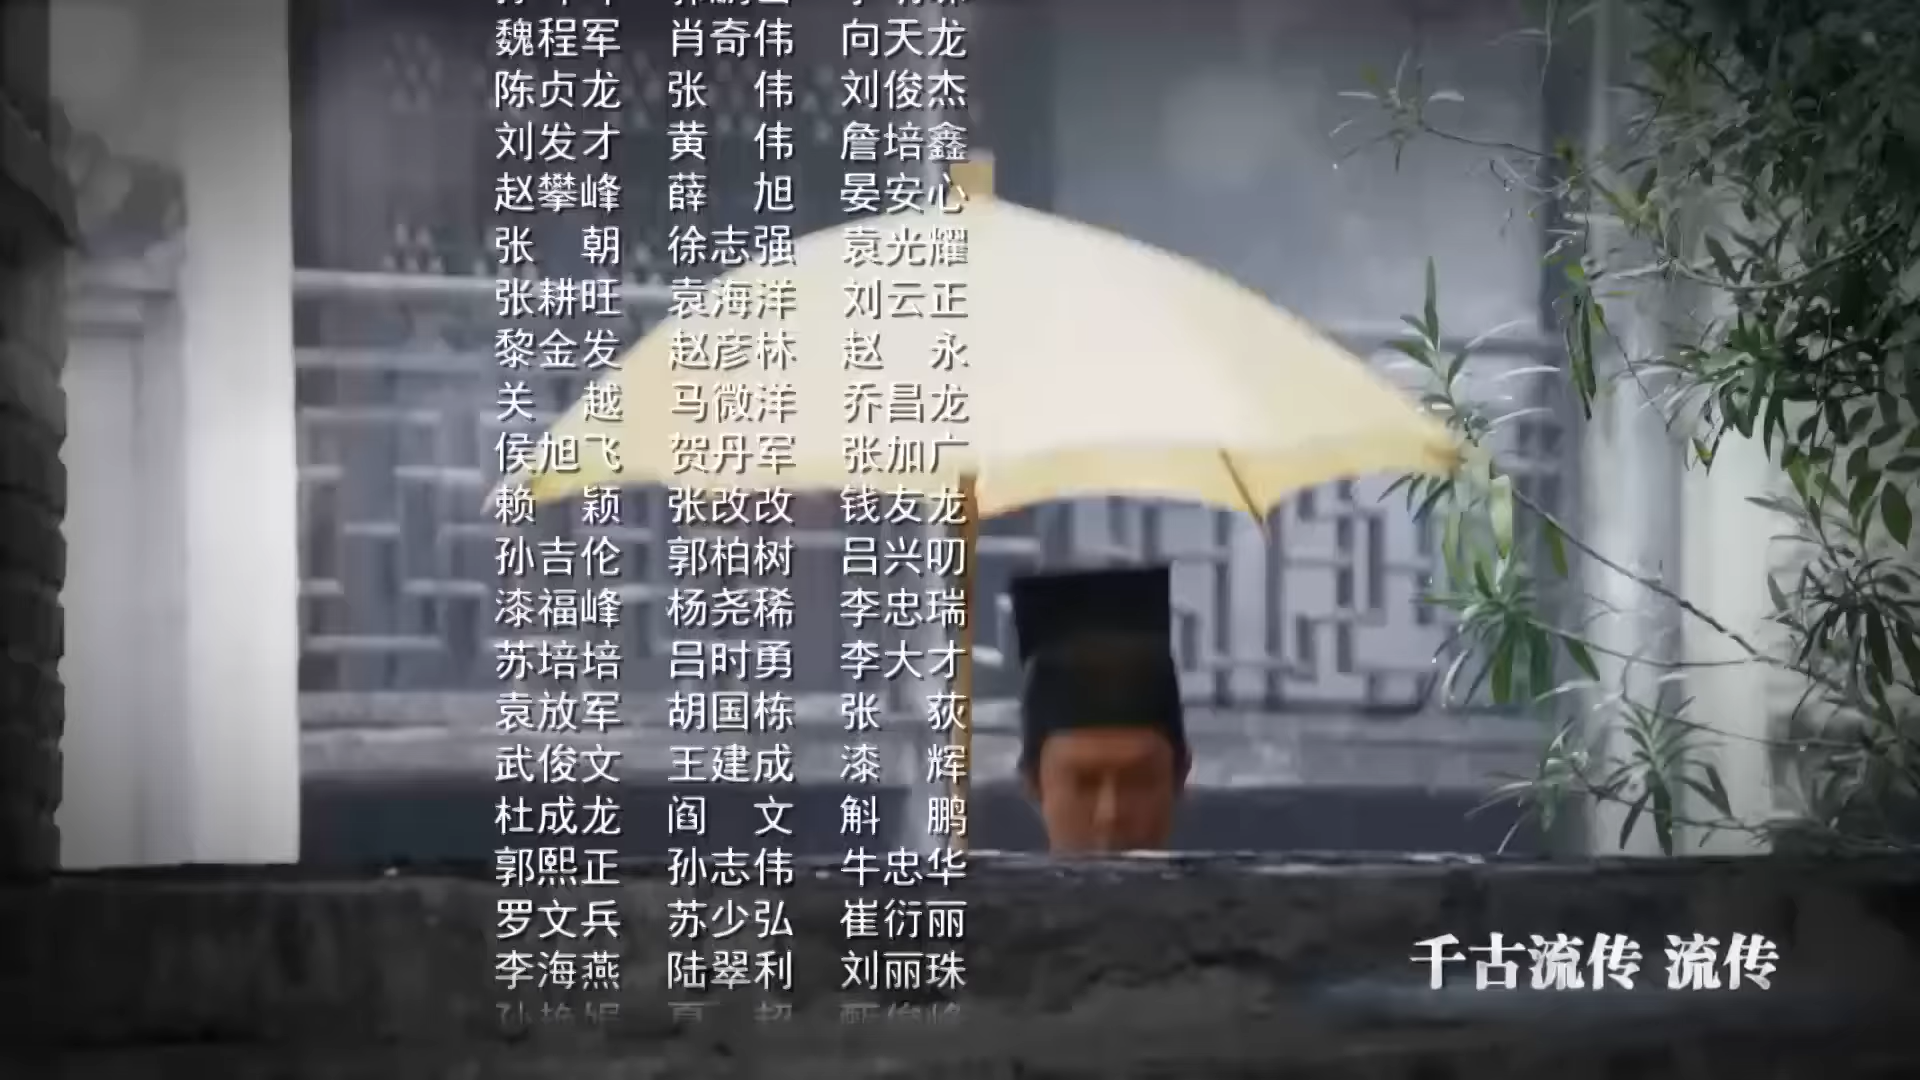 魏程军 肖奇伟 向天龙
陈贞龙 张 伟 刘俊杰
刘发才 黄 伟 詹培鑫
赵攀峰 薛 旭 晏安心
张 朝 徐志强 袁光耀
张耕旺 袁海洋 刘云正
黎金发 赵彦林 赵 永
关 越 马微洋 乔昌龙
侯旭飞 贺丹军 张加广
赖 颖 张改改 钱友龙
孙吉伦 郭柏树 吕兴叨
漆福峰 杨尧稀 李忠瑞
苏培培 吕时勇 李大才
袁放军 胡国栋 张 荻
武俊文 王建成 漆 辉
杜成龙 阎 文 斛 鹏
郭熙正 孙志伟 牛忠华
罗文兵 苏少弘 崔衍丽
李海燕 陆翠利 刘丽珠
千古流传 流传